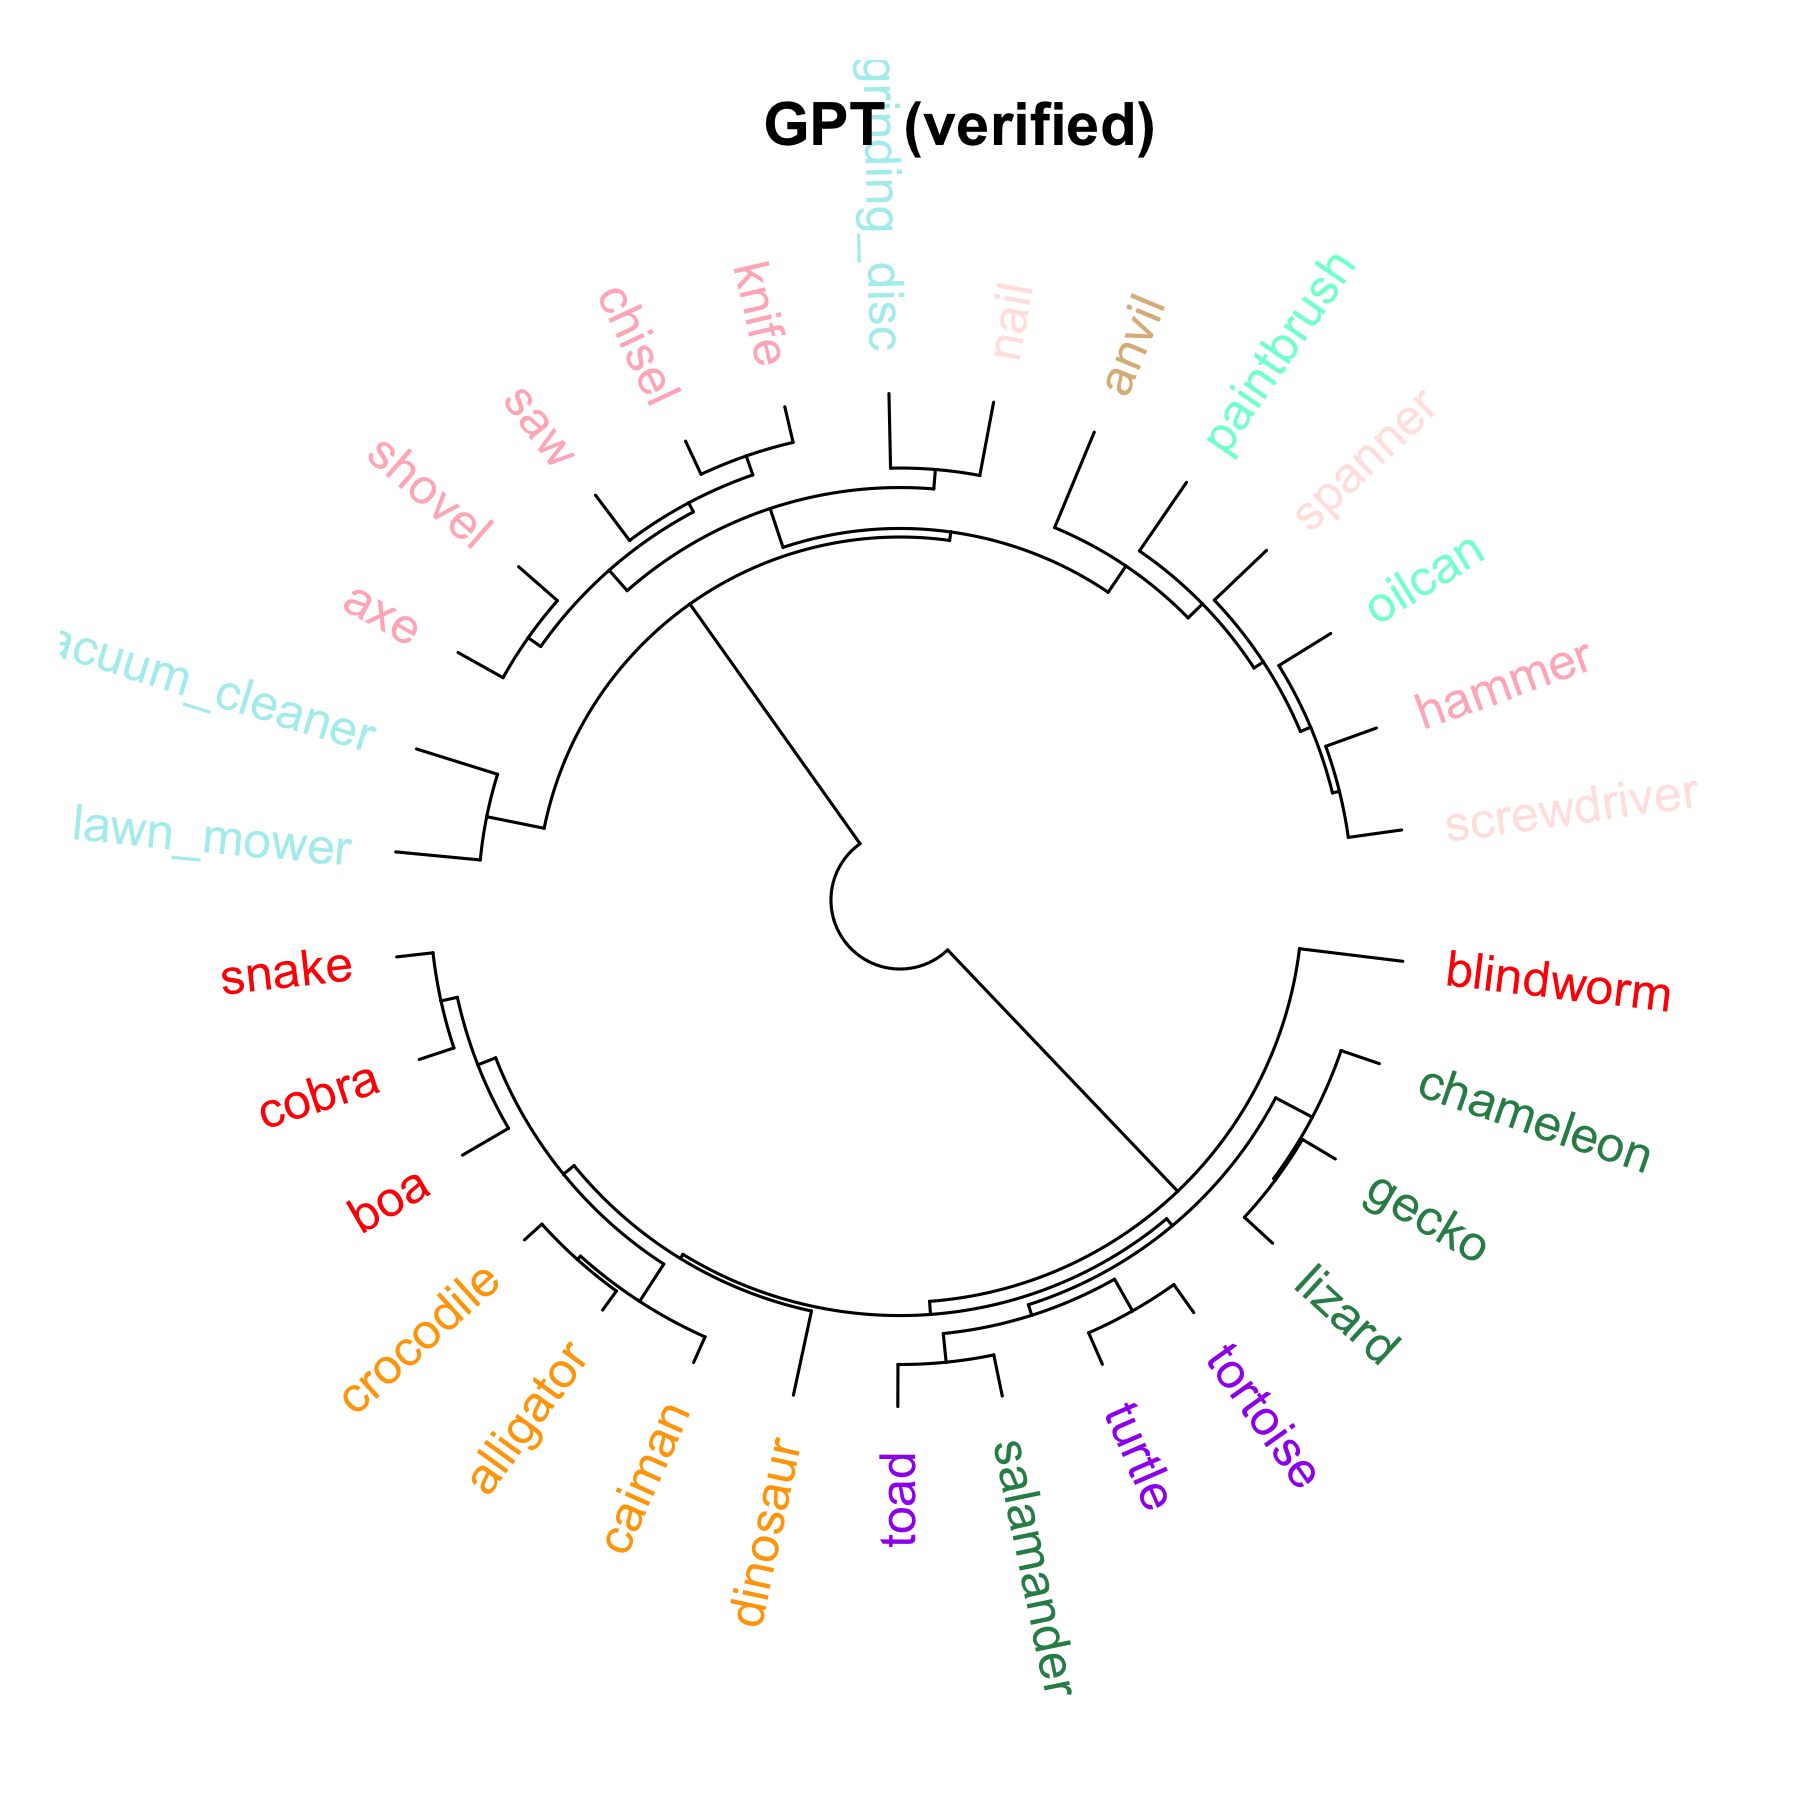 GPT (verified)
grinding_disc
nail
anvil
paintbrush
spanner
oilcan
hammer
screwdriver
blindworm
chameleon
gecko
lizard
tortoise
turtle
salamander
toad
dinosaur
caiman
alligator
crocodile
boa
cobra
snake
lawn_mower
acuum_cleaner
axe
shovel
saw
chisel
knife